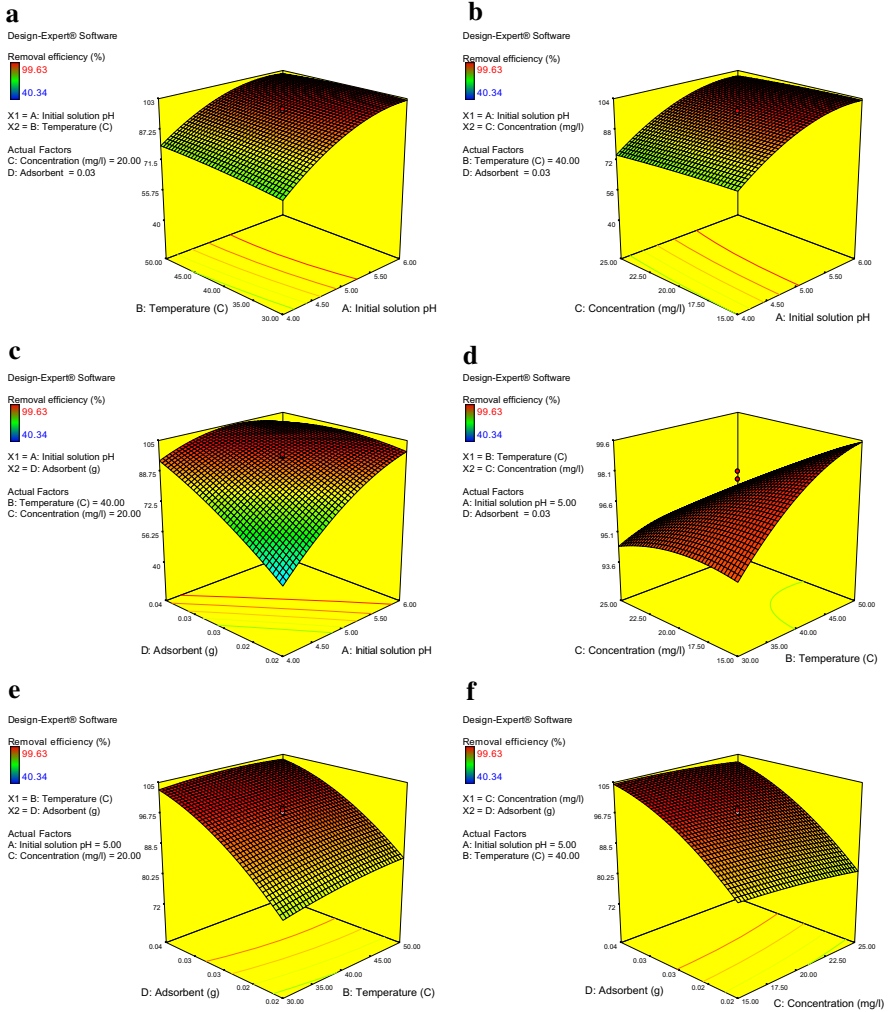 a
Design-Expert® Software
Removal efficiency (%)
99.63
40.34
X1 = A: Initial solution pH
X2 = B: Temperature (C)
Actual Factors
C: Concentration (mg/l) = 20.00
D: Adsorbent = 0.03
103
87.25
71.5
55.75
40
50.00
45.00
40.00
35.00
30.00
4.00
4.50
5.00
5.50
6.00
B: Temperature (C)
A: Initial solution pH
b
Design-Expert® Software
Removal efficiency (%)
99.63
40.34
X1 = A: Initial solution pH
X2 = C: Concentration (mg/l)
Actual Factors
B: Temperature (C) = 40.00
D: Adsorbent = 0.03
104
88
72
56
40
25.00
22.50
20.00
17.50
15.00
4.00
4.50
5.00
5.00
6.00
C: Concentration (mg/l)
A: Initial solution pH
c
Design-Expert® Software
Removal efficiency (%)
99.63
40.34
X1 = A: Initial solution pH
X2 = D: Adsorbent (g)
Actual Factors
B: Temperature (C) = 40.00
C: Concentration (mg/l) = 20.00
105
88.75
72.5
56.25
40
0.04
0.03
0.03
0.02
0.02
4.00
4.50
5.00
5.50
6.00
D: Adsorbent (g)
A: Initial solution pH
d
Design-Expert® Software
Removal efficiency (%)
99.63
40.34
X1 = B: Temperature (C)
X2 = C: Concentration (mg/l)
Actual Factors
A: Initial solution pH = 5.00
D: Adsorbent = 0.03
99.6
98.1
96.6
95.1
93.6
25.00
22.50
20.00
17.50
15.00
30.00
35.00
40.00
45.00
50.00
C: Concentration (mg/l)
B: Temperature (C)
e
Design-Expert® Software
Removal efficiency (%)
99.63
40.34
X1 = B: Temperature (C)
X2 = D: Adsorbent (g)
Actual Factors
A: Initial solution pH = 5.00
C: Concentration (mg/l) = 20.00
105
96.75
88.5
80.25
72
0.04
0.03
0.03
0.02
0.02
30.00
35.00
40.00
45.00
50.00
D: Adsorbent (g)
B: Temperature (C)
f
Design-Expert® Software
Removal efficiency (%)
99.63
40.34
X1 = C: Concentration (mg/l)
X2 = D: Adsorbent (g)
Actual Factors
A: Initial solution pH = 5.00
B: Temperature (C) = 40.00
105
96.75
88.5
80.25
72
0.04
0.03
0.03
0.02
0.02
15.00
17.50
20.00
22.50
25.00
D: Adsorbent (g)
C: Concentration (mg/l)